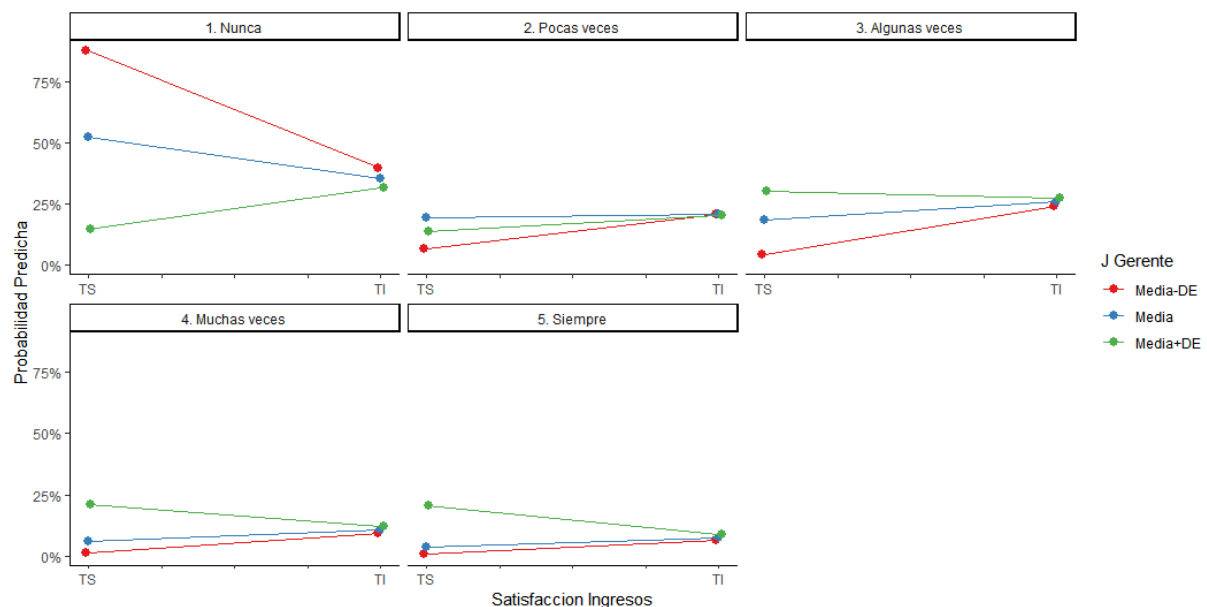 1. Nunca
2. Pocas veces
3. Algunas veces
75%
50%
25%
0%
TS
TI
TS
TI
TS
TI
4. Muchas veces
5. Siempre
75%
50%
25%
0%
TS
TI
TS
TI
Probabilidad Predicha
Satisfaccion Ingresos
J Gerente
Media-DE
Media
Media+DE